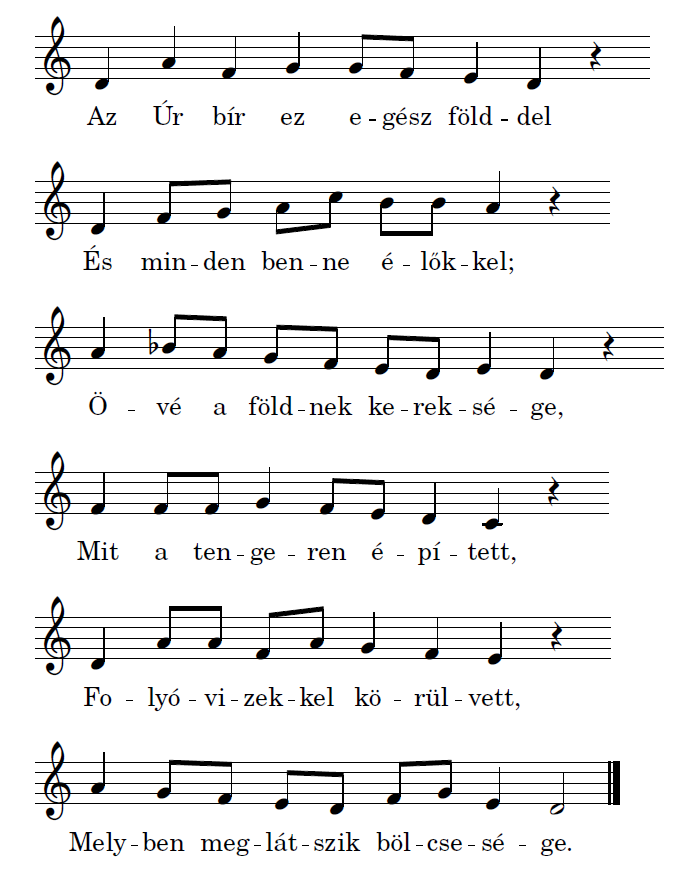 Az Úr bír ez e - gész föld - del
És min - den ben - ne é - lők - kel;
Ö - vé a föld - nek ke - rek - sé - ge,
Mit a ten - ge - ren é - pí - tett,
Fo - lyó - vi - zek - kel kö - rül - vett,
Mely - ben meg - lát - szik böl - cse - sé - ge.